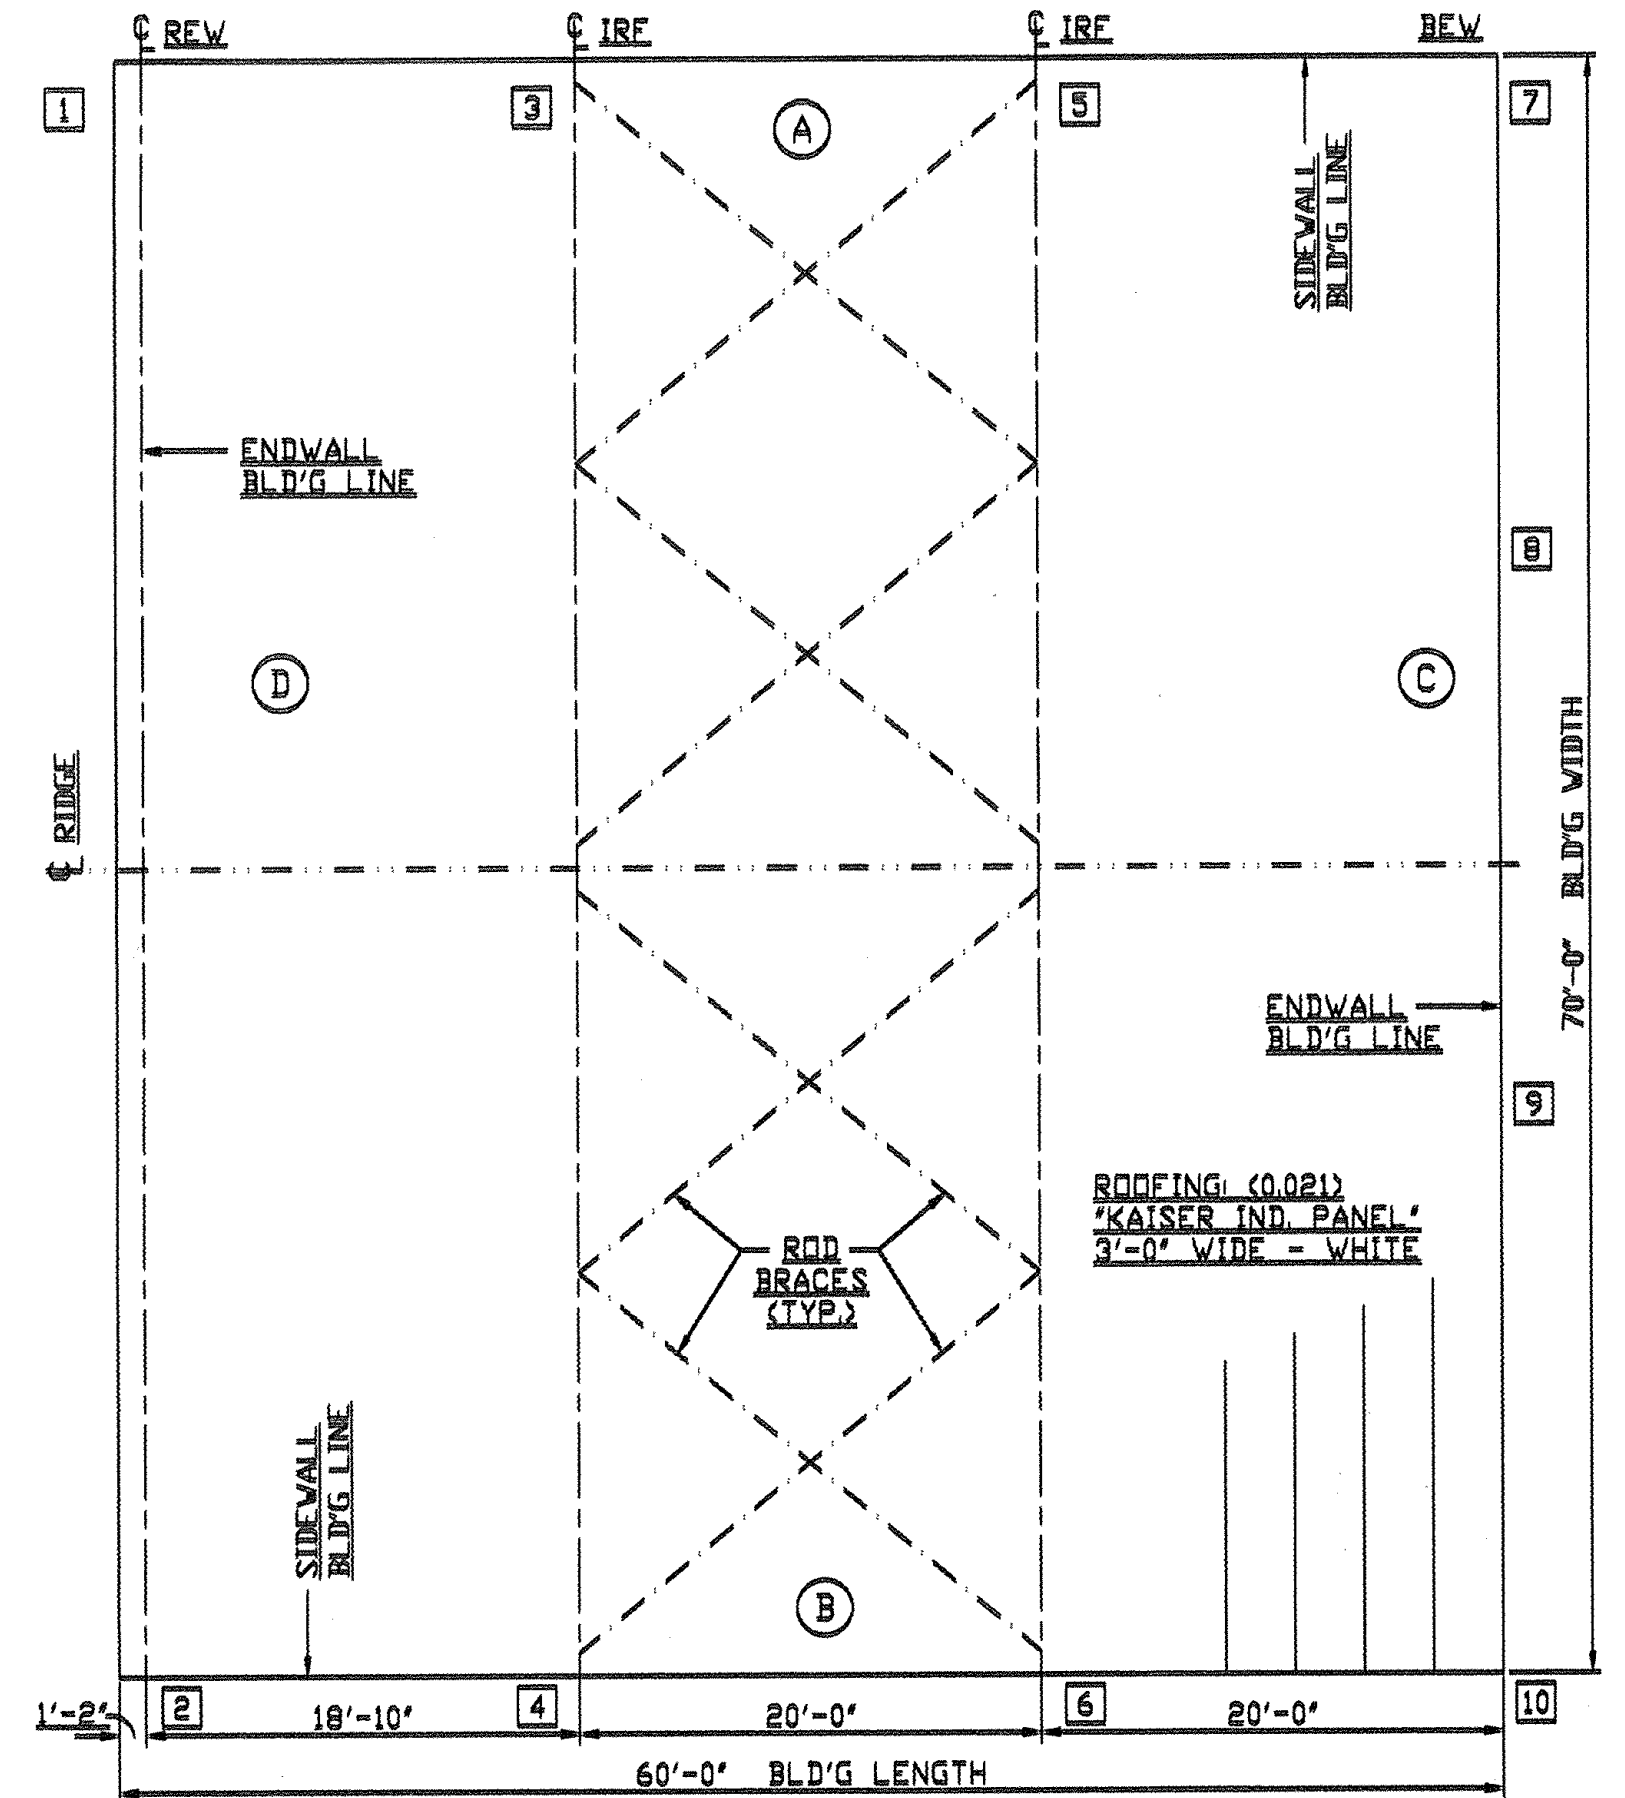 ℄ REW
℄ IRF
℄ IRF
BEW
1
3
A
5
7
SIDEWALL
BLD'G LINE
ENDWALL
BLD'G LINE
8
D
C
℄ RIDGE
70'-0" BLD'G WIDTH
ENDWALL
BLD'G LINE
9
ROOFING: (0.021)
"KAISER IND. PANEL"
3'-0" WIDE - WHITE
ROD
BRACES
(TYP.)
SIDEWALL
BLD'G LINE
B
1'-2"
2
18'-10"
4
20'-0"
6
20'-0"
10
60'-0" BLD'G LENGTH